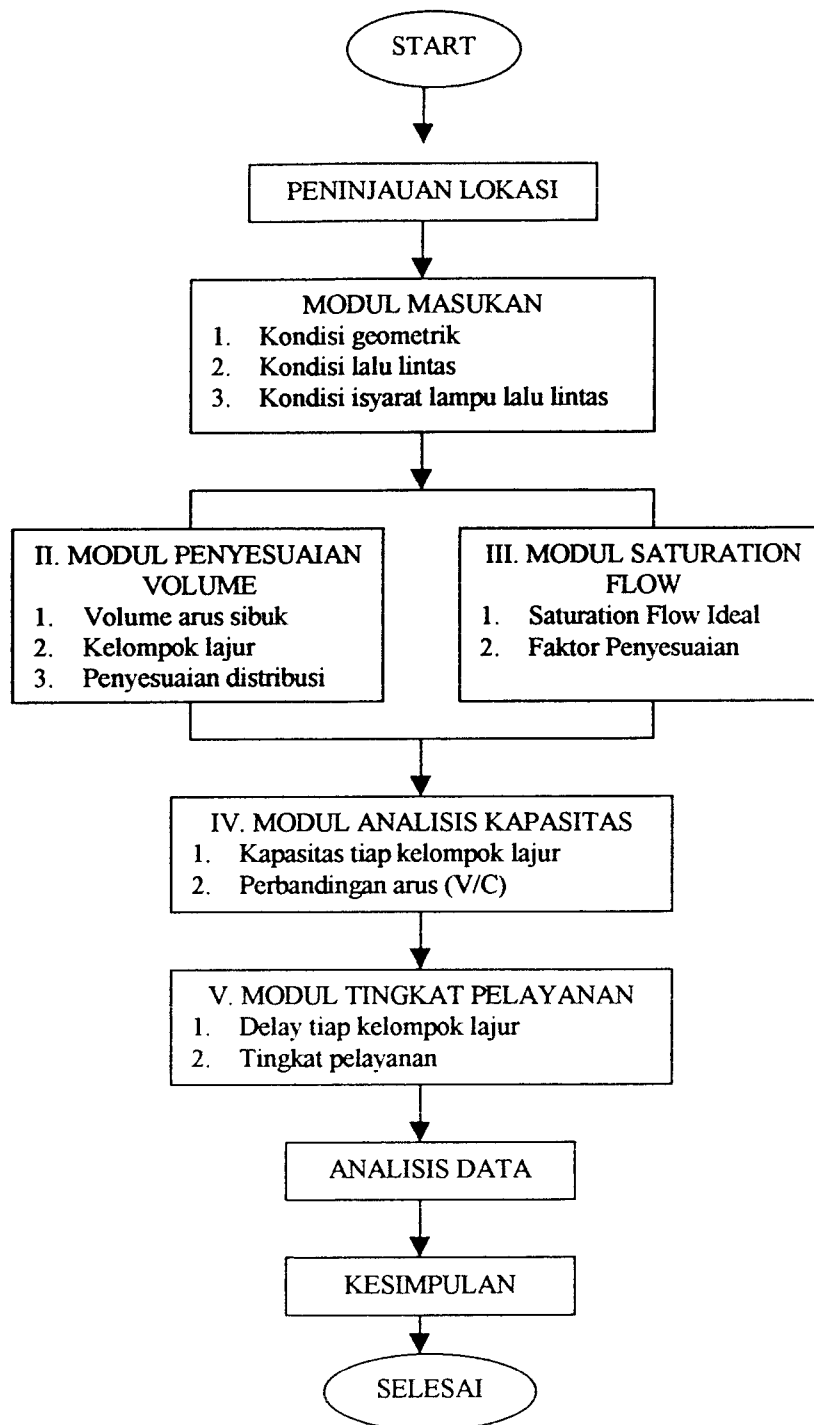 START
PENINJAUAN LOKASI
MODUL MASUKAN
1. Kondisi geometrik
2. Kondisi lalu lintas
3. Kondisi isyarat lampu lalu lintas
II. MODUL PENYESUAIAN
VOLUME
1. Volume arus sibuk
2. Kelompok lajur
3. Penyesuaian distribusi
III. MODUL SATURATION
FLOW
1. Saturation Flow Ideal
2. Faktor Penyesuaian
IV. MODUL ANALISIS KAPASITAS
1. Kapasitas tiap kelompok lajur
2. Perbandingan arus (V/C)
V. MODUL TINGKAT PELAYANAN
1. Delay tiap kelompok lajur
2. Tingkat pelayanan
ANALISIS DATA
KESIMPULAN
SELESAI